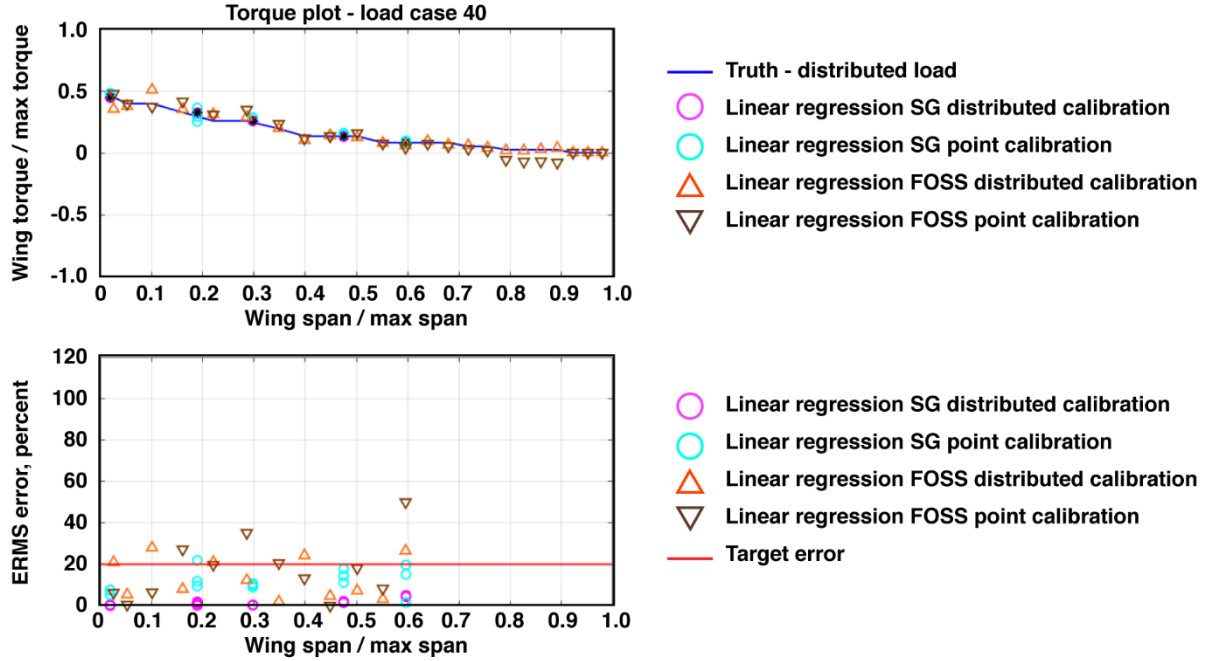 Torque plot - load case 40
Wing torque / max torque
1.0
0.5
0
-0.5
-1.0
0 0.1 0.2 0.3 0.4 0.5 0.6 0.7 0.8 0.9 1.0
Wing span / max span
Truth - distributed load
Linear regression SG distributed calibration
Linear regression SG point calibration
Linear regression FOSS distributed calibration
Linear regression FOSS point calibration
ERMS error, percent
120
100
80
60
40
20
0
0 0.1 0.2 0.3 0.4 0.5 0.6 0.7 0.8 0.9 1.0
Wing span / max span
Linear regression SG distributed calibration
Linear regression SG point calibration
Linear regression FOSS distributed calibration
Linear regression FOSS point calibration
Target error